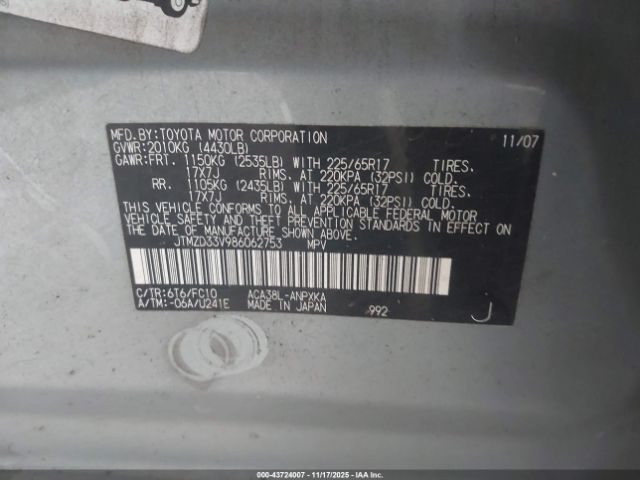 MFD.BY:TOYOTA MOTOR CORPORATION 11/07
GVWR:2010KG (4430LB)
GAWR:FRT. 1150KG (2535LB) WITH 225/65R17 TIRES,
17X7J RIMS, AT 220KPA (32PSI) COLD.
RR. 1105KG (2435LB) WITH 225/65R17 TIRES,
17X7J RIMS, AT 220KPA (32PSI) COLD.
THIS VEHICLE CONFORMS TO ALL APPLICABLE FEDERAL MOTOR
VEHICLE SAFETY AND THEFT PREVENTION STANDARDS IN EFFECT ON
THE DATE OF MANUFACTURE SHOWN ABOVE.
JTMZD33V986062753 MPV
C/TR:6T6/FC10 ACA38L-ANPXKA
A/TM:-06A/U241E MADE IN JAPAN 992 J
000-43724007 - 11/17/2025 - IAA Inc.